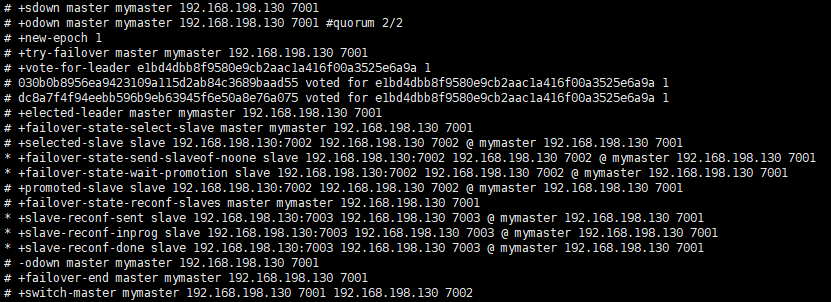 # +sdown master mymaster 192.168.198.130 7001
# +odown master mymaster 192.168.198.130 7001 #quorum 2/2
# +new-epoch 1
# +try-failover master mymaster 192.168.198.130 7001
# +vote-for-leader e1bd4dbb8f9580e9cb2aac1a416f00a3525e6a9a 1
# 030b0b8956ea9423109a115d2ab84c3689baad55 voted for e1bd4dbb8f9580e9cb2aac1a416f00a3525e6a9a 1
# dc8a7f4f94eebb596b9eb63945f6e50a8e76a075 voted for e1bd4dbb8f9580e9cb2aac1a416f00a3525e6a9a 1
# +elected-leader master mymaster 192.168.198.130 7001
# +failover-state-select-slave master mymaster 192.168.198.130 7001
# +selected-slave slave 192.168.198.130:7002 192.168.198.130 7002 @ mymaster 192.168.198.130 7001
* +failover-state-send-slaveof-noone slave 192.168.198.130:7002 192.168.198.130 7002 @ mymaster 192.168.198.130 7001
* +failover-state-wait-promotion slave 192.168.198.130:7002 192.168.198.130 7002 @ mymaster 192.168.198.130 7001
# +promoted-slave slave 192.168.198.130:7002 192.168.198.130 7002 @ mymaster 192.168.198.130 7001
# +failover-state-reconf-slaves master mymaster 192.168.198.130 7001
* +slave-reconf-sent slave 192.168.198.130:7003 192.168.198.130 7003 @ mymaster 192.168.198.130 7001
* +slave-reconf-inprog slave 192.168.198.130:7003 192.168.198.130 7003 @ mymaster 192.168.198.130 7001
* +slave-reconf-done slave 192.168.198.130:7003 192.168.198.130 7003 @ mymaster 192.168.198.130 7001
# -odown master mymaster 192.168.198.130 7001
# +failover-end master mymaster 192.168.198.130 7001
# +switch-master mymaster 192.168.198.130 7001 192.168.198.130 7002